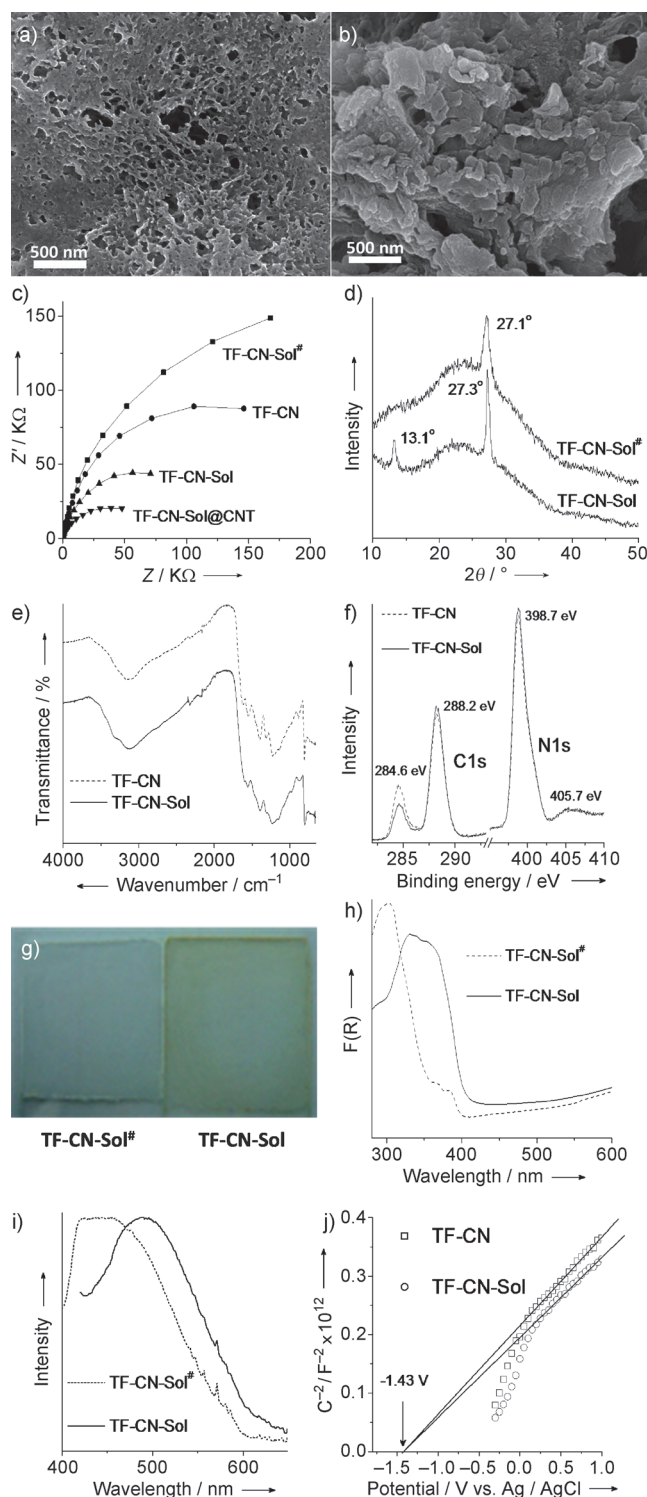 a)
500 nm
b)
500 nm
c)
150
100
50
0
0 50 100 150 200
Z' / KΩ
Z / KΩ
TF-CN-Sol#
TF-CN
TF-CN-Sol
TF-CN-Sol@CNT
d)
27.1°
27.3°
13.1°
TF-CN-Sol#
TF-CN-Sol
Intensity
10 20 30 40 50
2θ / °
e)
Transmittance / %
TF-CN
TF-CN-Sol
4000 3000 2000 1000
Wavenumber / cm⁻¹
f)
TF-CN
TF-CN-Sol
398.7 eV
288.2 eV
284.6 eV
C1s
N1s
405.7 eV
Intensity
285 290 400 405 410
Binding energy / eV
g)
TF-CN-Sol# TF-CN-Sol
h)
TF-CN-Sol#
TF-CN-Sol
F(R)
300 400 500 600
Wavelength / nm
i)
Intensity
TF-CN-Sol#
TF-CN-Sol
400 500 600
Wavelength / nm
j)
0.4
0.3
0.2
0.1
0.0
C⁻² / F⁻² x 10¹²
TF-CN
TF-CN-Sol
-1.43 V
−1.5 −1.0 −0.5 0.0 0.5 1.0
Potential / V vs. Ag / AgCl